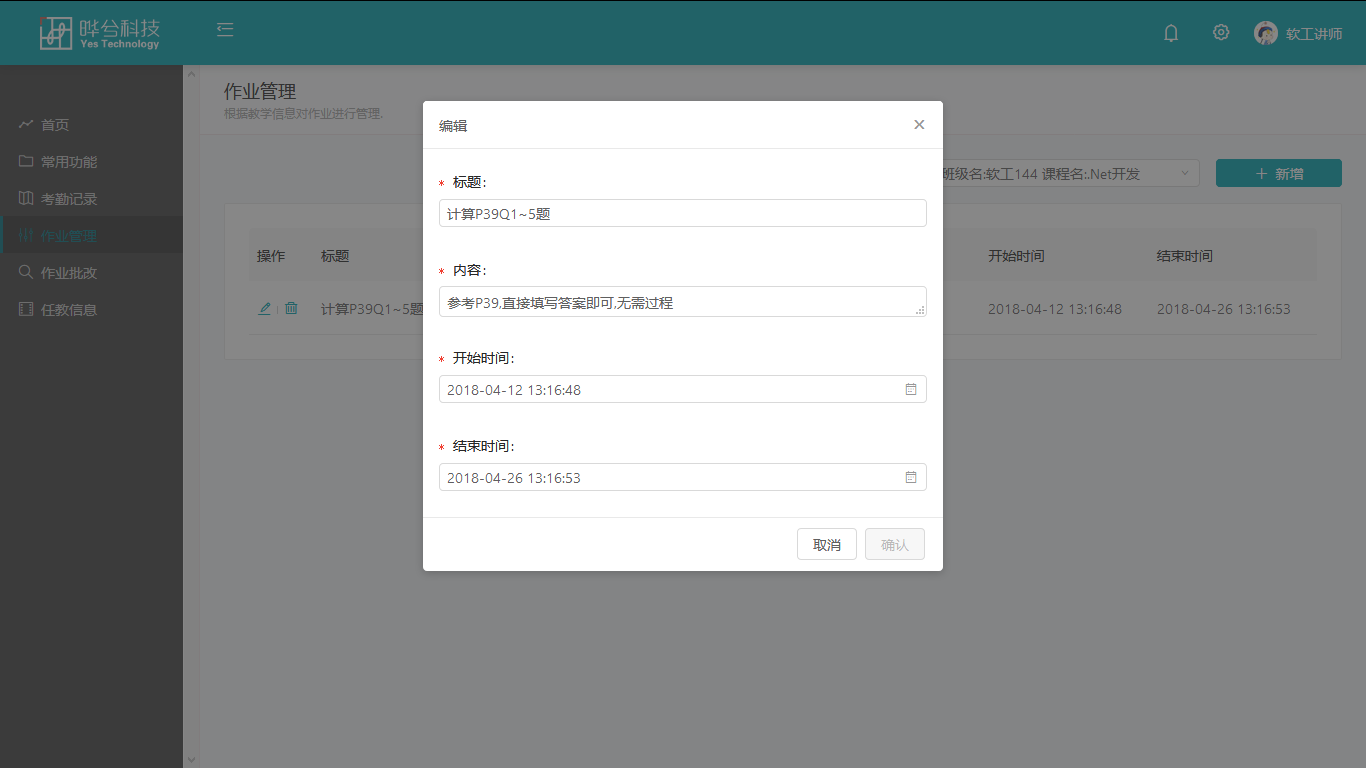 晔兮科技
Yes Technology
软工讲师
首页
常用功能
考勤记录
作业管理
作业批改
任教信息
作业管理
根据教学信息对作业进行管理.
班级名:软工144 课程名:.Net开发
新增
操作 标题 开始时间 结束时间
计算P39Q1~5题 2018-04-12 13:16:48 2018-04-26 13:16:53
编辑
* 标题:
计算P39Q1~5题
* 内容:
参考P39,直接填写答案即可,无需过程
* 开始时间:
2018-04-12 13:16:48
* 结束时间:
2018-04-26 13:16:53
取消 确认